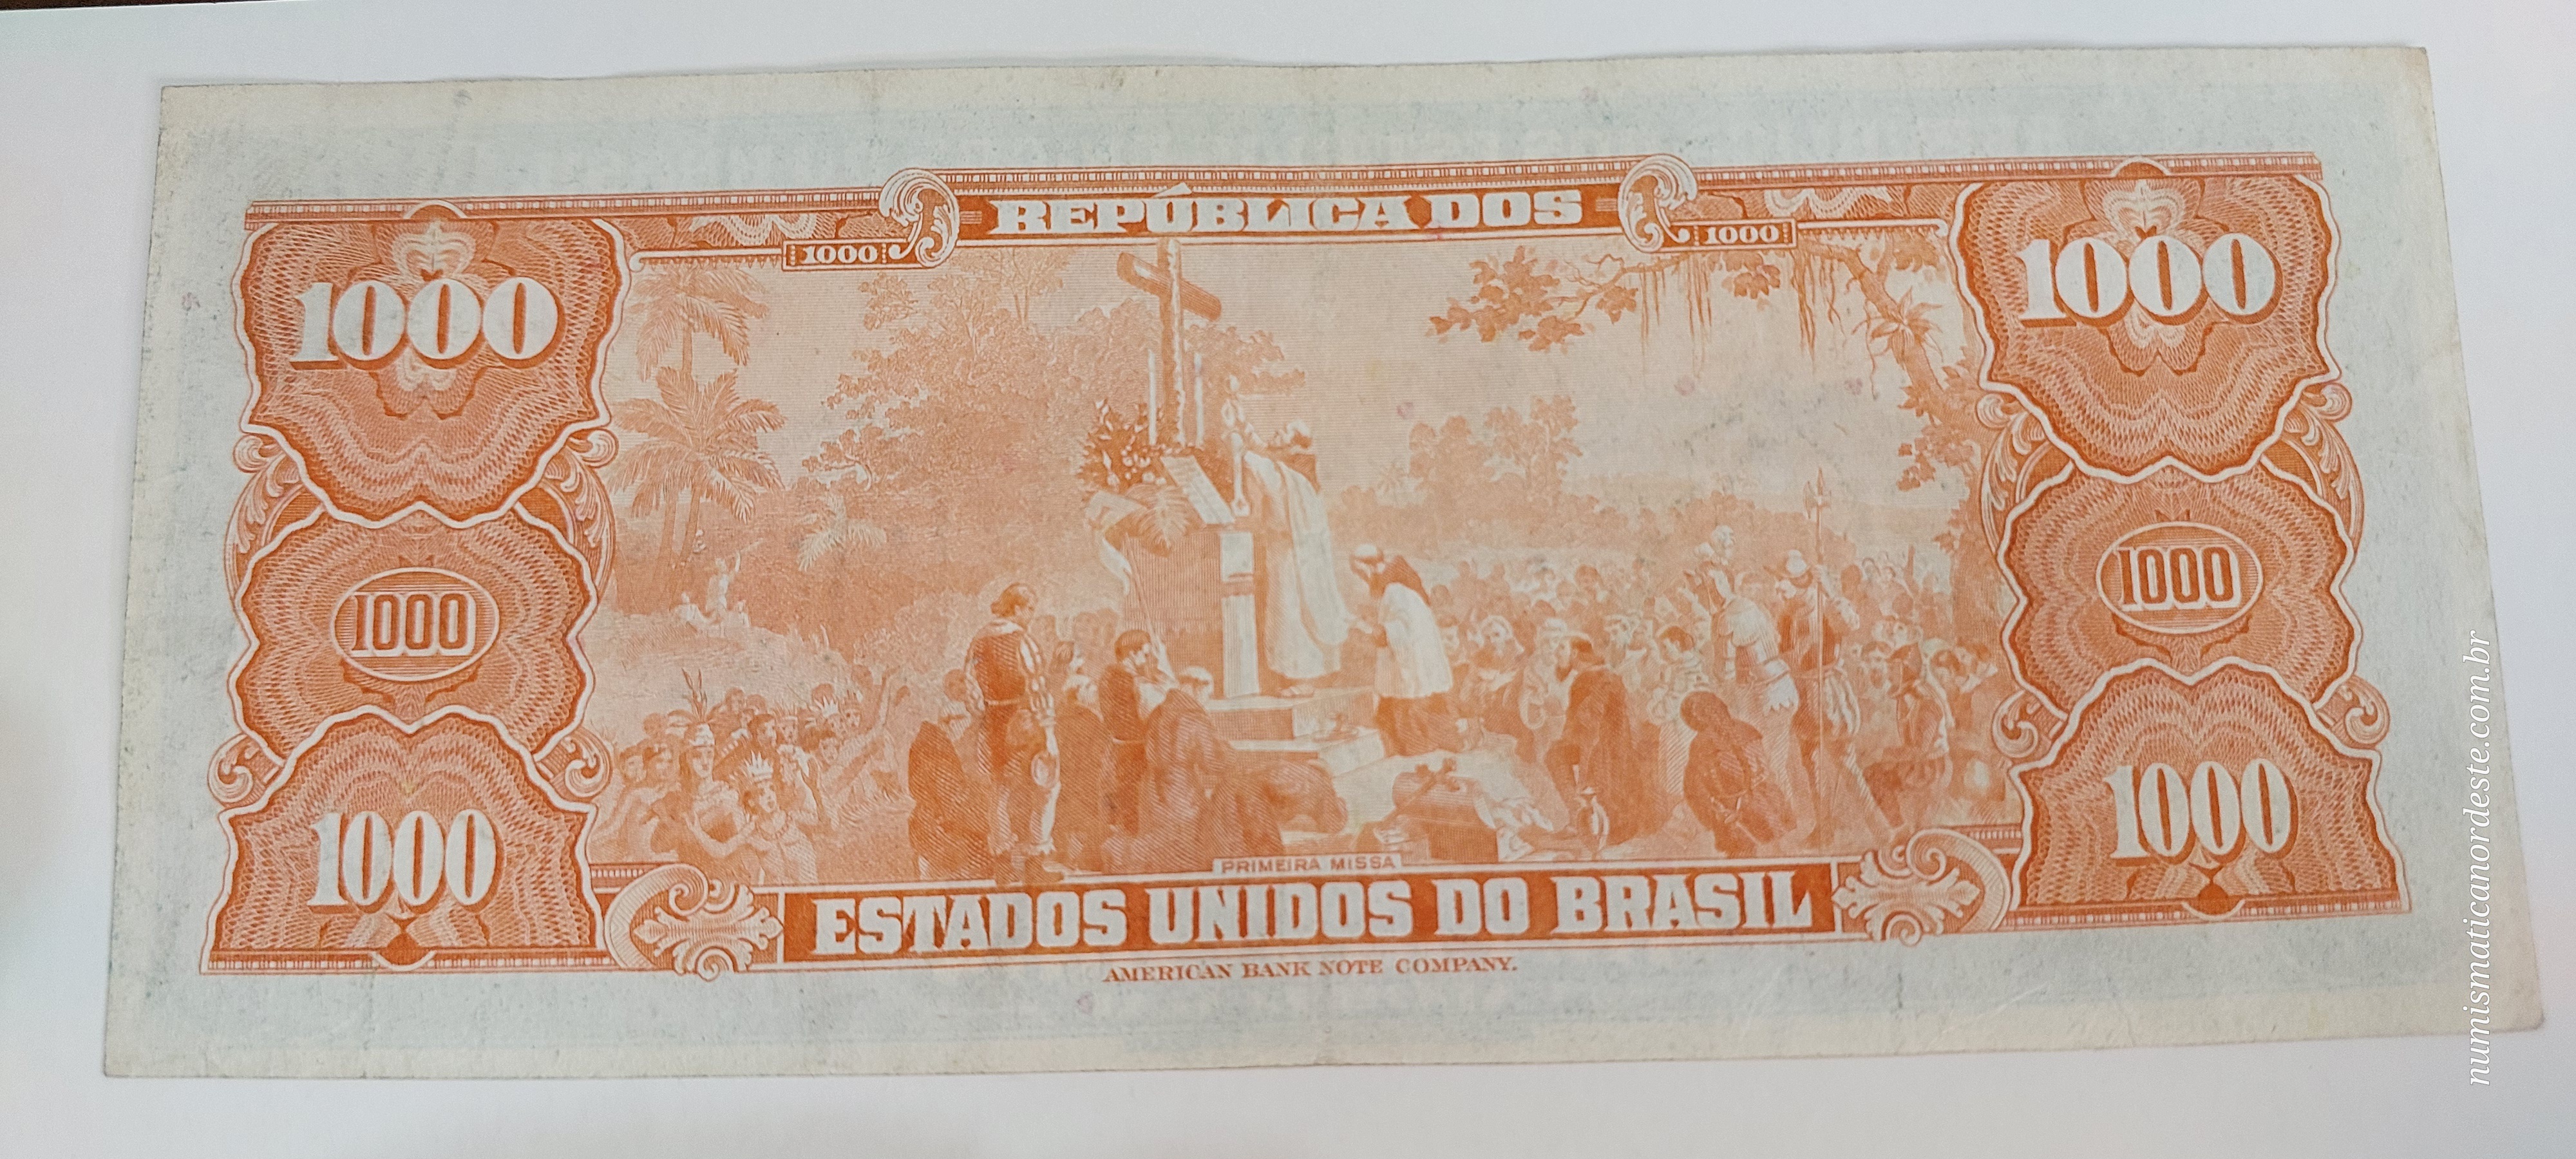 REPÚBLICA DOS
1000
1000
1000
1000
1000
1000
1000
1000
PRIMEIRA MISSA
ESTADOS UNIDOS DO BRASIL
AMERICAN BANK NOTE COMPANY.
numismaticanordeste.com.br